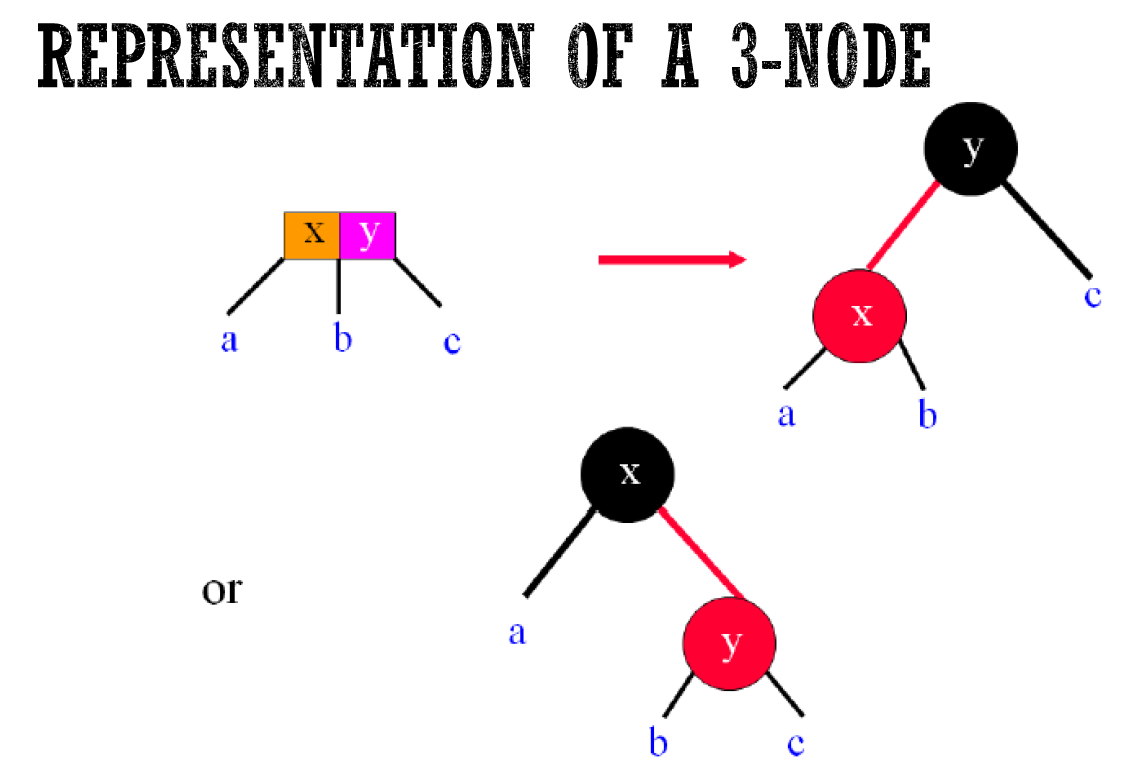 REPRESENTATION OF A 3-NODE
y
x y
c
x
a b c
a b
x
or
a
y
b c